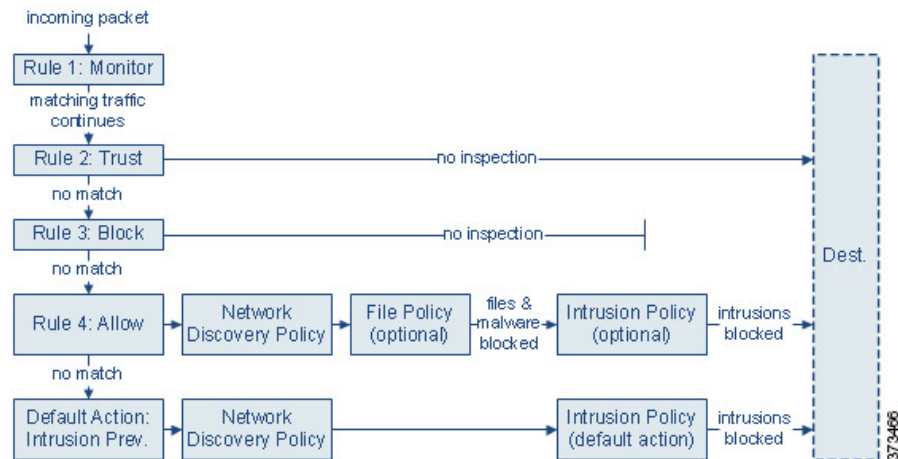 incoming packet
Rule 1: Monitor
matching traffic
continues
Rule 2: Trust
no inspection
no match
Rule 3: Block
no inspection
no match
Rule 4: Allow
Network
Discovery Policy
File Policy
(optional)
files &
malware
blocked
Intrusion Policy
(optional)
intrusions
blocked
Dest.
no match
Default Action:
Intrusion Prev.
Network
Discovery Policy
Intrusion Policy
(default action)
intrusions
blocked
373466